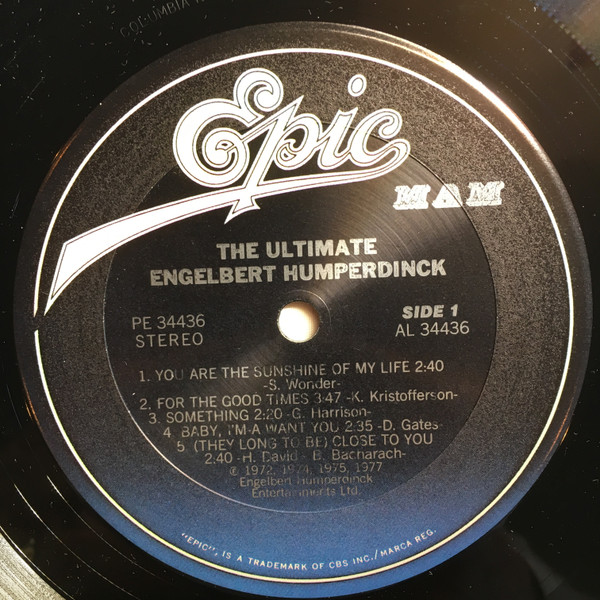 COLUMBIA
Epic
MAM
THE ULTIMATE
ENGELBERT HUMPERDINCK
PE 34436
STEREO
SIDE 1
AL 34436
1. YOU ARE THE SUNSHINE OF MY LIFE 2:40
-S. Wonder-
2. FOR THE GOOD TIMES 3:47 -K. Kristofferson-
3. SOMETHING 2:20 -G. Harrison-
4. BABY, I'M-A WANT YOU 2:35 -D. Gates-
5. (THEY LONG TO BE) CLOSE TO YOU
2:40 -H. David - B. Bacharach-
℗ 1972, 1974, 1975, 1977
Engelbert Humperdinck
Entertainments Ltd.
"EPIC", IS A TRADEMARK OF CBS INC./MARCA REG.